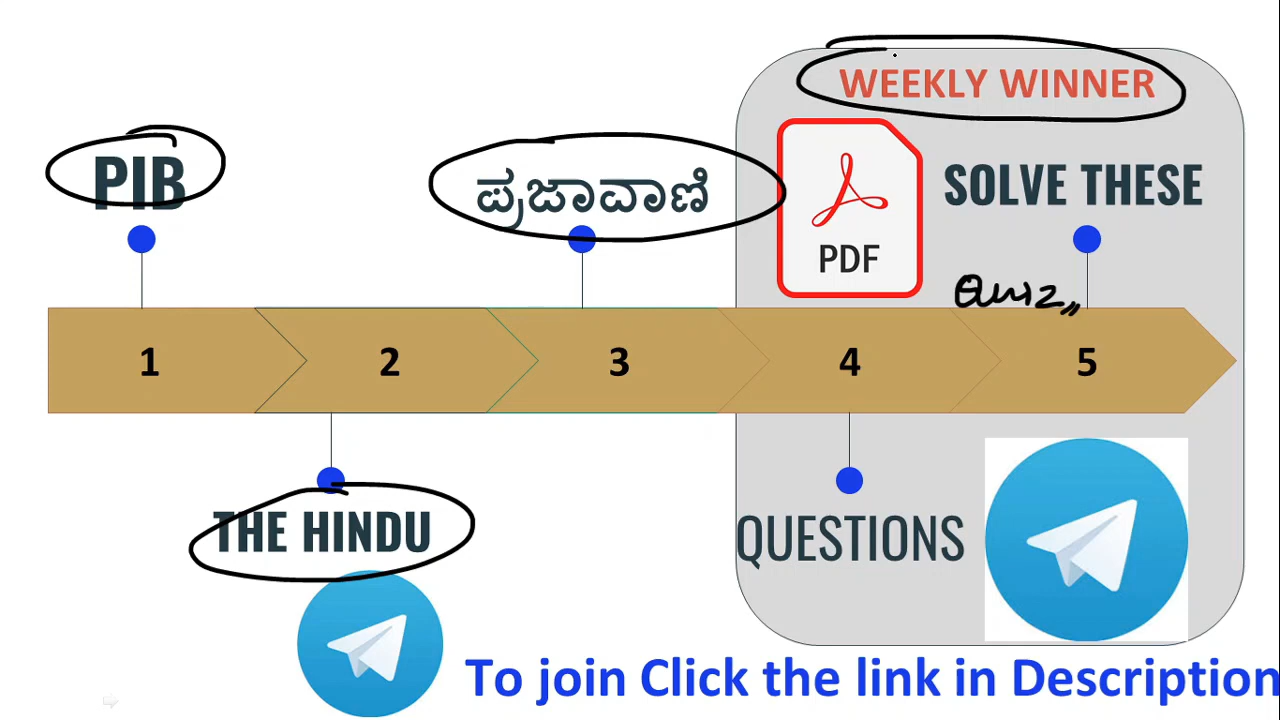 WEEKLY WINNER
PIB
ಪ್ರಜಾವಾಣಿ
PDF
SOLVE THESE
Quiz,,
1
2
3
4
5
THE HINDU
QUESTIONS
To join Click the link in Description